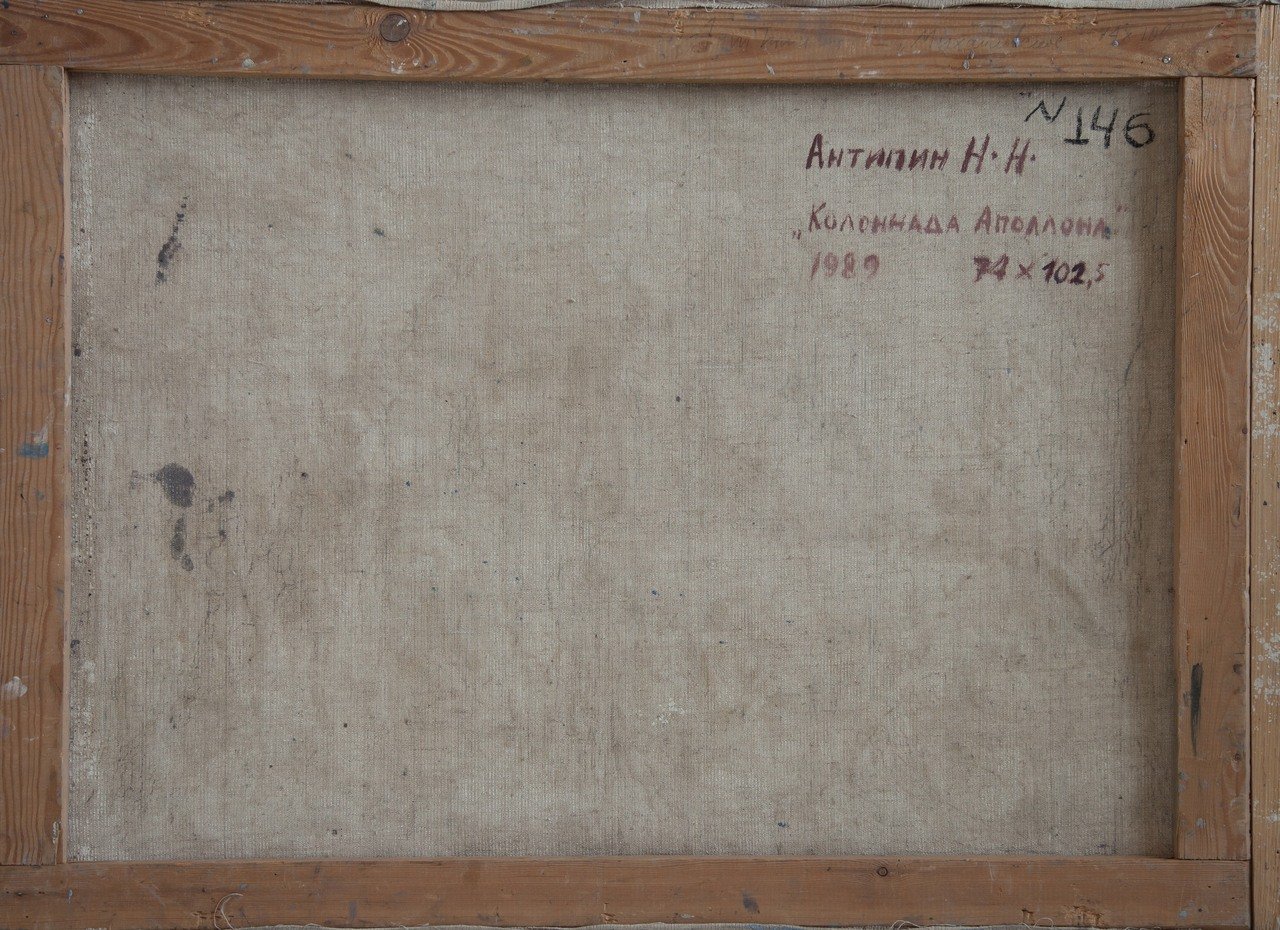 N 146
Антипин Н. Н.
„Колоннада Аполлона"
1989 74 × 102,5